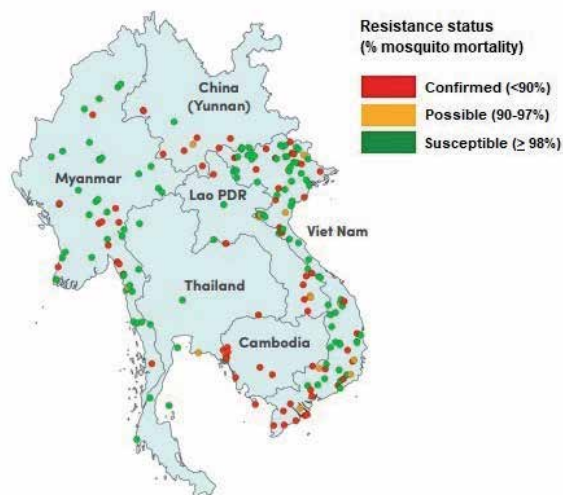 Resistance status
(% mosquito mortality)
Confirmed (<90%)
Possible (90-97%)
Susceptible (≥ 98%)
China
(Yunnan)
Myanmar
Lao PDR
Viet Nam
Thailand
Cambodia